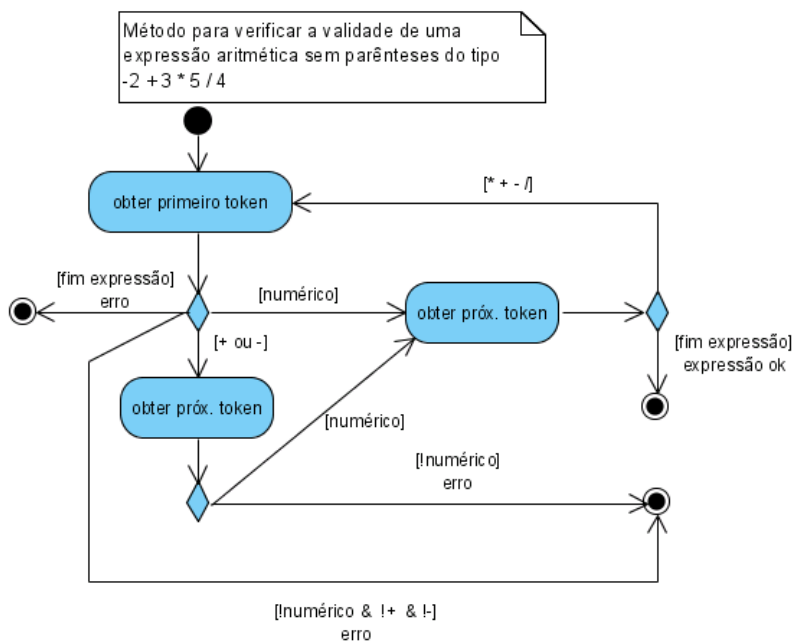 Método para verificar a validade de uma
expressão aritmética sem parênteses do tipo
-2 +3 * 5 / 4
[* + - /]
obter primeiro token
[fim expressão]
erro
[numérico]
obter próx. token
[+ ou -]
[fim expressão]
expressão ok
obter próx. token
[numérico]
[!numérico]
erro
[!numérico & !+ & !-]
erro